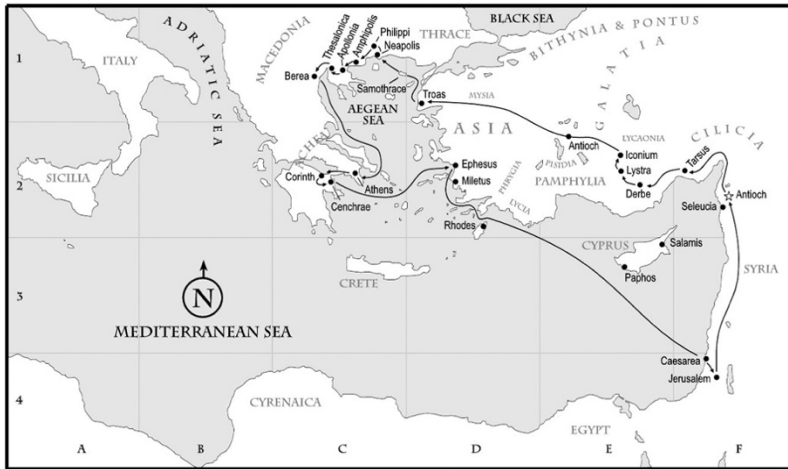 BLACK SEA
ADRIATIC SEA
MACEDONIA
Thesalonica
Apollonia
Amphipolis
Philippi
Neapolis
THRACE
BITHYNIA & PONTUS
GALATIA
1
ITALY
Berea
Samothrace
Troas
MYSIA
AEGEAN
SEA
ASIA
Antioch
LYCAONIA
CILICIA
Iconium
Tarsus
SICILIA
2
Corinth
Athens
Cenchrae
Ephesus
Miletus
PHRYGIA
PISIDIA
PAMPHYLIA
LYCIA
Lystra
Derbe
Antioch
Seleucia
Rhodes
CYPRUS
Salamis
Paphos
SYRIA
CRETE
3
N
MEDITERRANEAN SEA
Caesarea
Jerusalem
4
CYRENAICA
EGYPT
A
B
C
D
E
F